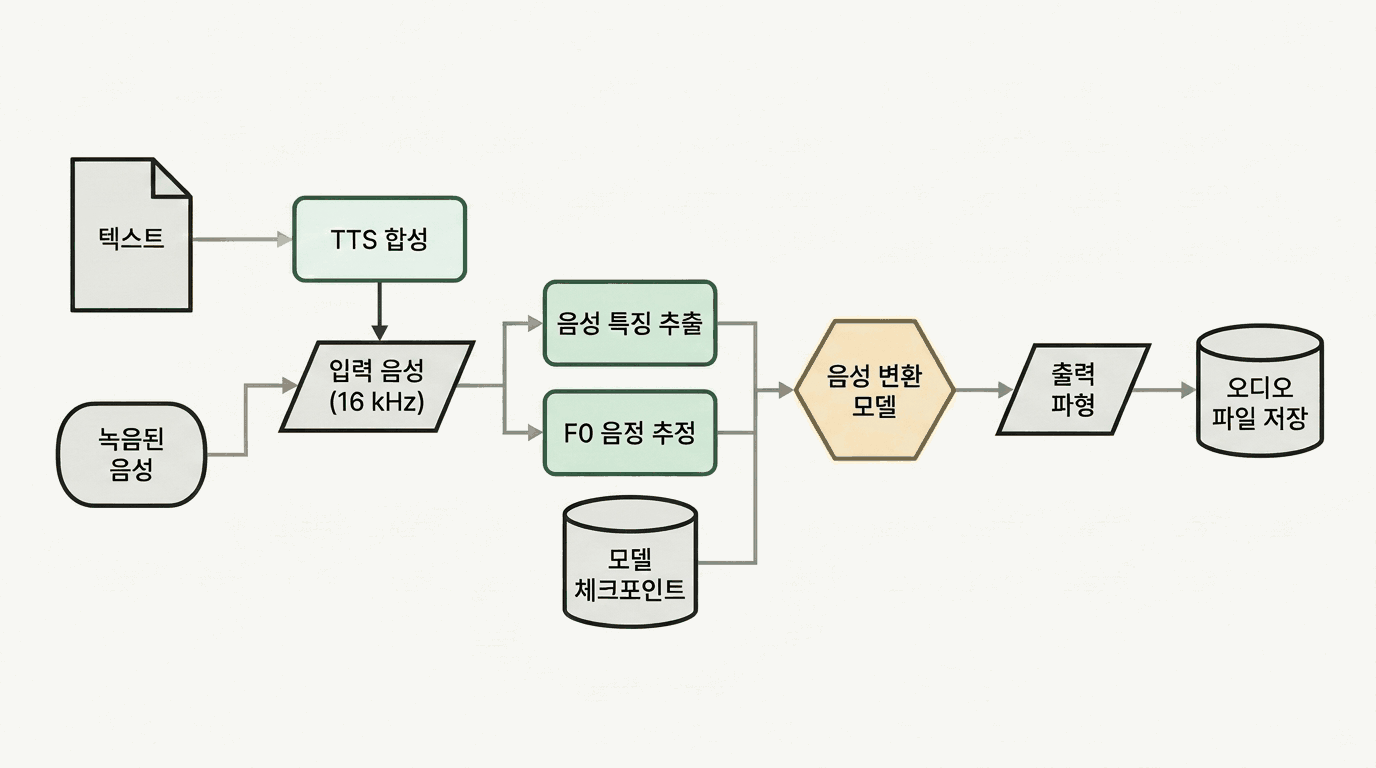 텍스트
TTS 합성
녹음된
음성
입력 음성
(16 kHz)
음성 특징 추출
F0 음정 추정
모델
체크포인트
음성 변환
모델
출력
파형
오디오
파일 저장